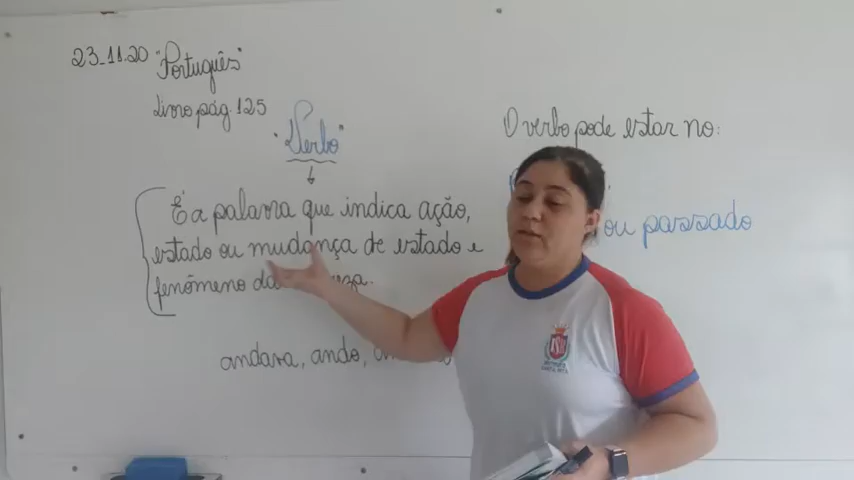 23-11-20 "Português"
Livro pág. 125
"Verbo"
É a palavra que indica ação,
estado ou mudança de estado e
fenômeno da
andava, ando,
O verbo pode estar no:
ou passado